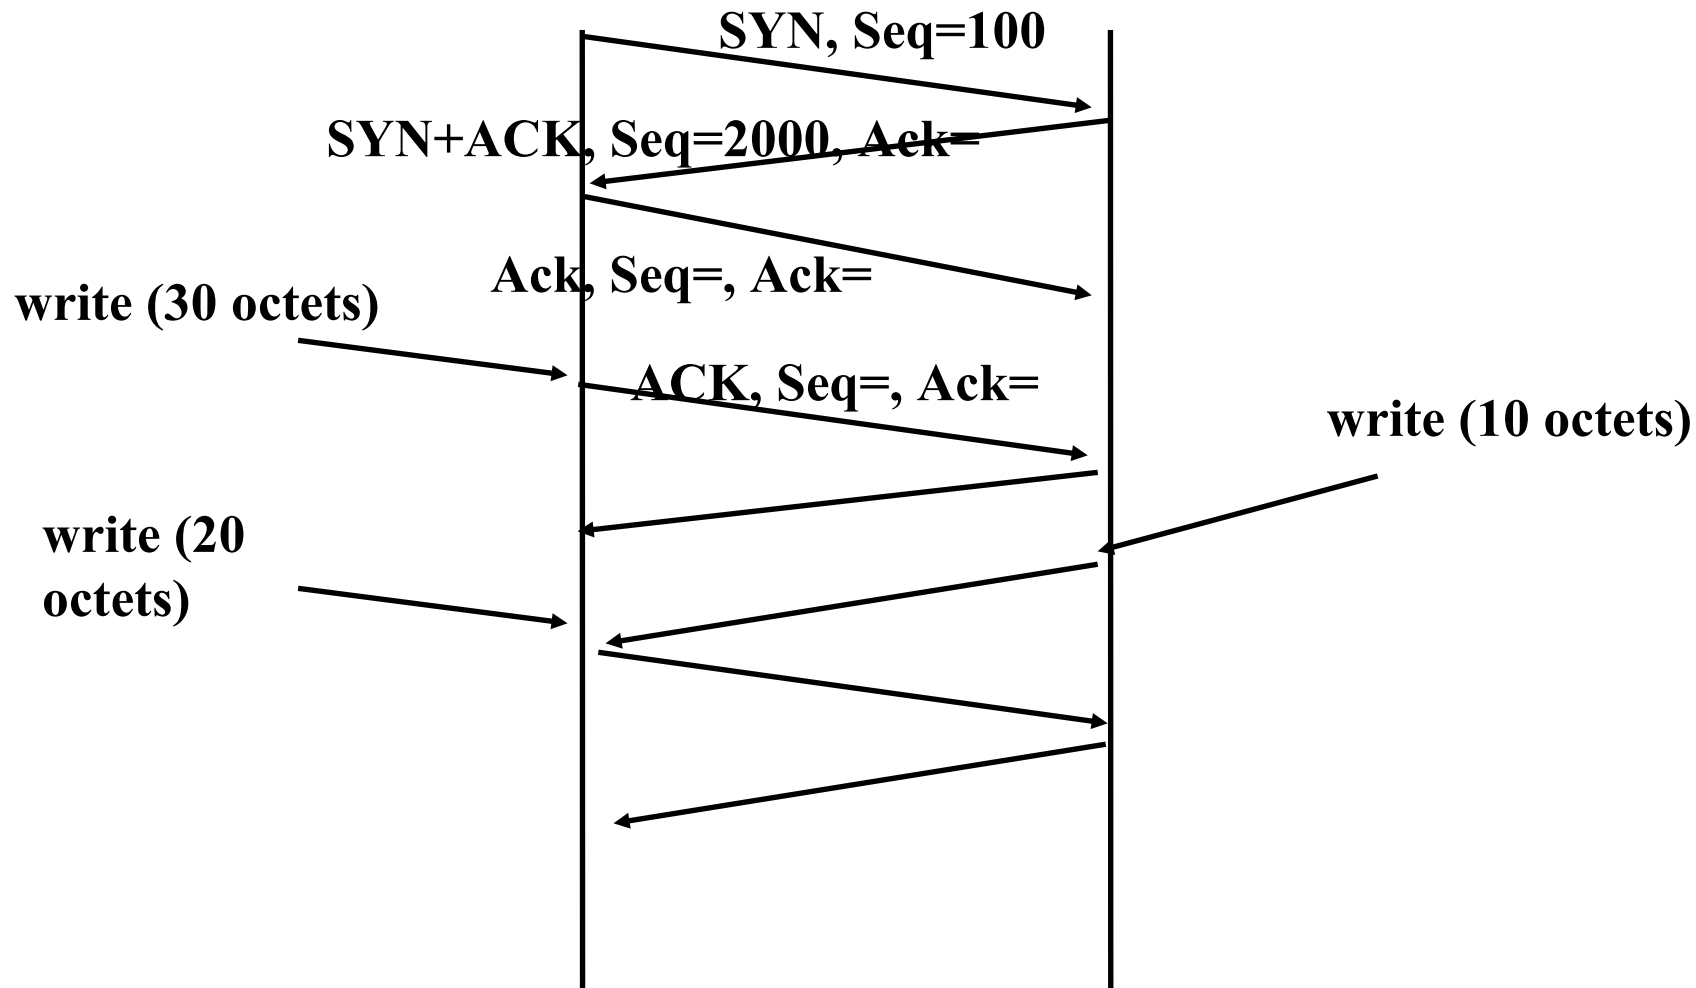 SYN, Seq=100
SYN+ACK, Seq=2000, Ack=
Ack, Seq=, Ack=
write (30 octets)
ACK, Seq=, Ack=
write (10 octets)
write (20
octets)